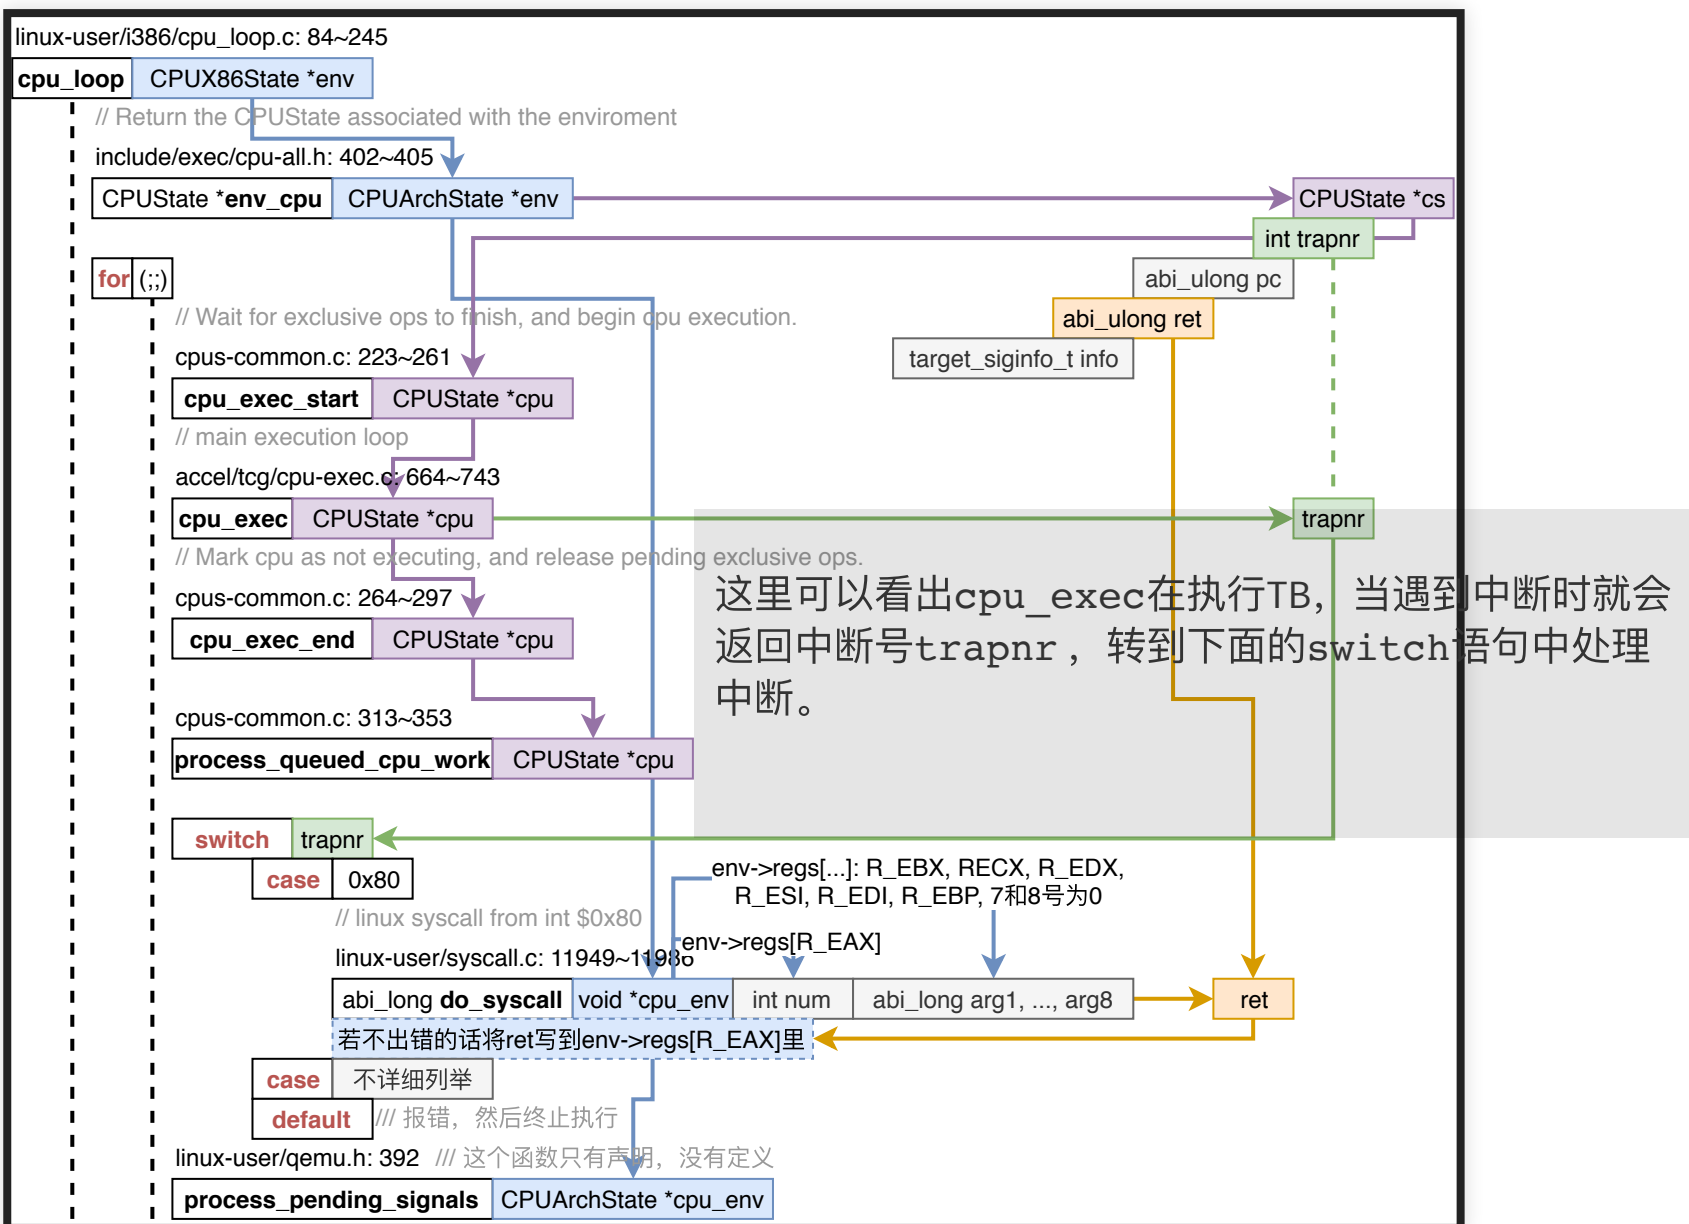 linux-user/i386/cpu_loop.c: 84~245
cpu_loop CPUX86State *env
// Return the CPUState associated with the enviroment
include/exec/cpu-all.h: 402~405
CPUState *env_cpu CPUArchState *env CPUState *cs
int trapnr
for (;;) abi_ulong pc
// Wait for exclusive ops to finish, and begin cpu execution.
abi_ulong ret
cpus-common.c: 223~261
target_siginfo_t info
cpu_exec_start CPUState *cpu
// main execution loop
accel/tcg/cpu-exec.c: 664~743
cpu_exec CPUState *cpu trapnr
// Mark cpu as not executing, and release pending exclusive ops.
这里可以看出cpu_exec在执行TB，当遇到中断时就会
返回中断号trapnr，转到下面的switch语句中处理
中断。
cpus-common.c: 264~297
cpu_exec_end CPUState *cpu
cpus-common.c: 313~353
process_queued_cpu_work CPUState *cpu
switch trapnr
case 0x80
env->regs[...]: R_EBX, RECX, R_EDX,
R_ESI, R_EDI, R_EBP, 7和8号为0
// linux syscall from int $0x80
env->regs[R_EAX]
linux-user/syscall.c: 11949~11986
abi_long do_syscall void *cpu_env int num abi_long arg1, ..., arg8 ret
若不出错的话将ret写到env->regs[R_EAX]里
case 不详细列举
default /// 报错，然后终止执行
linux-user/qemu.h: 392 /// 这个函数只有声明，没有定义
process_pending_signals CPUArchState *cpu_env